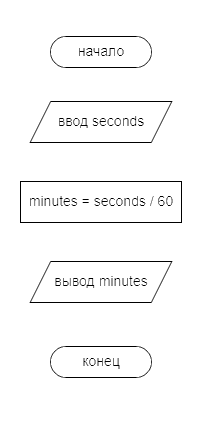 начало
ввод seconds
minutes = seconds / 60
вывод minutes
конец